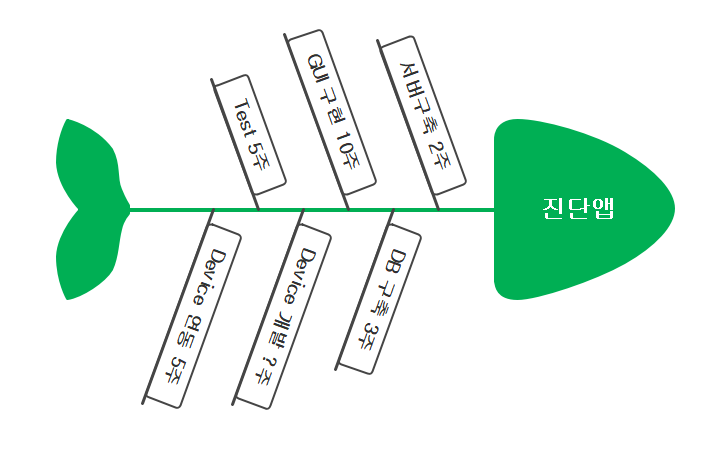 Test 5주
GUI 구현 10주
서버구축 2주
진단앱
Device 연동 5주
Device 개발 ?주
DB 구축 3주